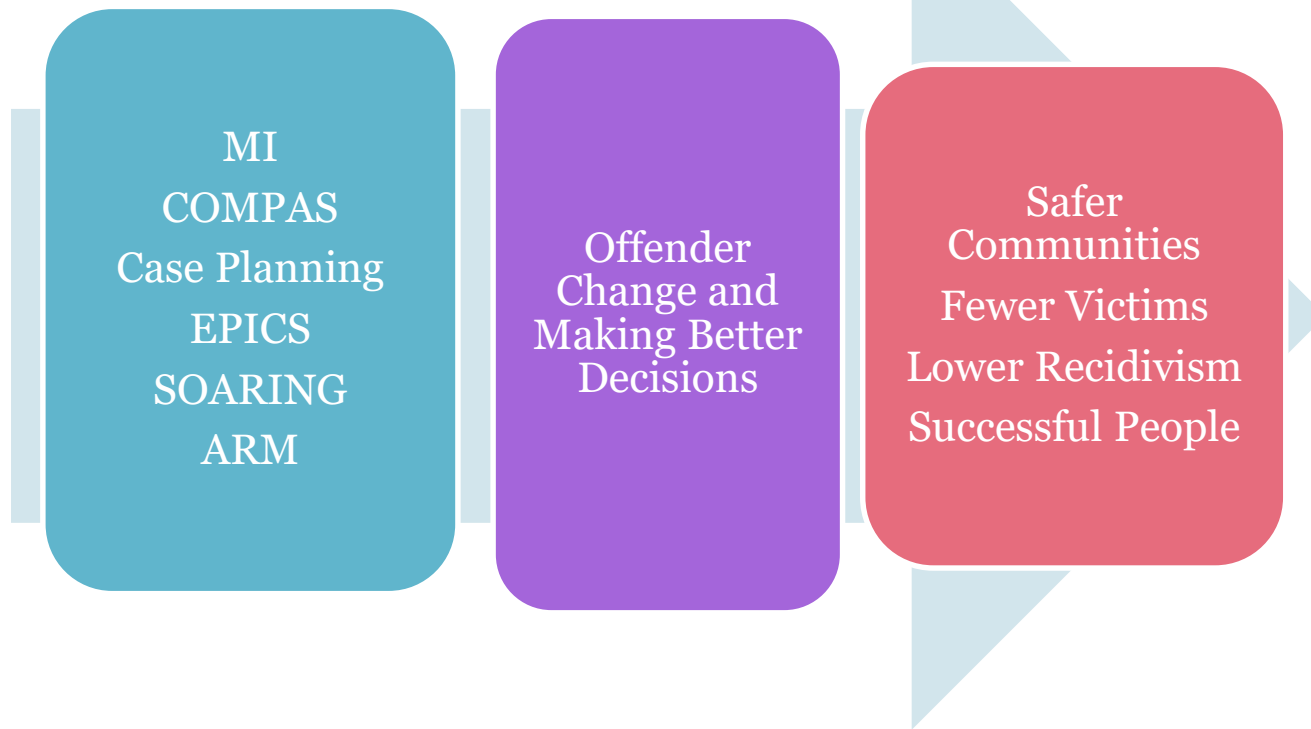 MI
COMPAS
Case Planning
EPICS
SOARING
ARM
Offender
Change and
Making Better
Decisions
Safer
Communities
Fewer Victims
Lower Recidivism
Successful People